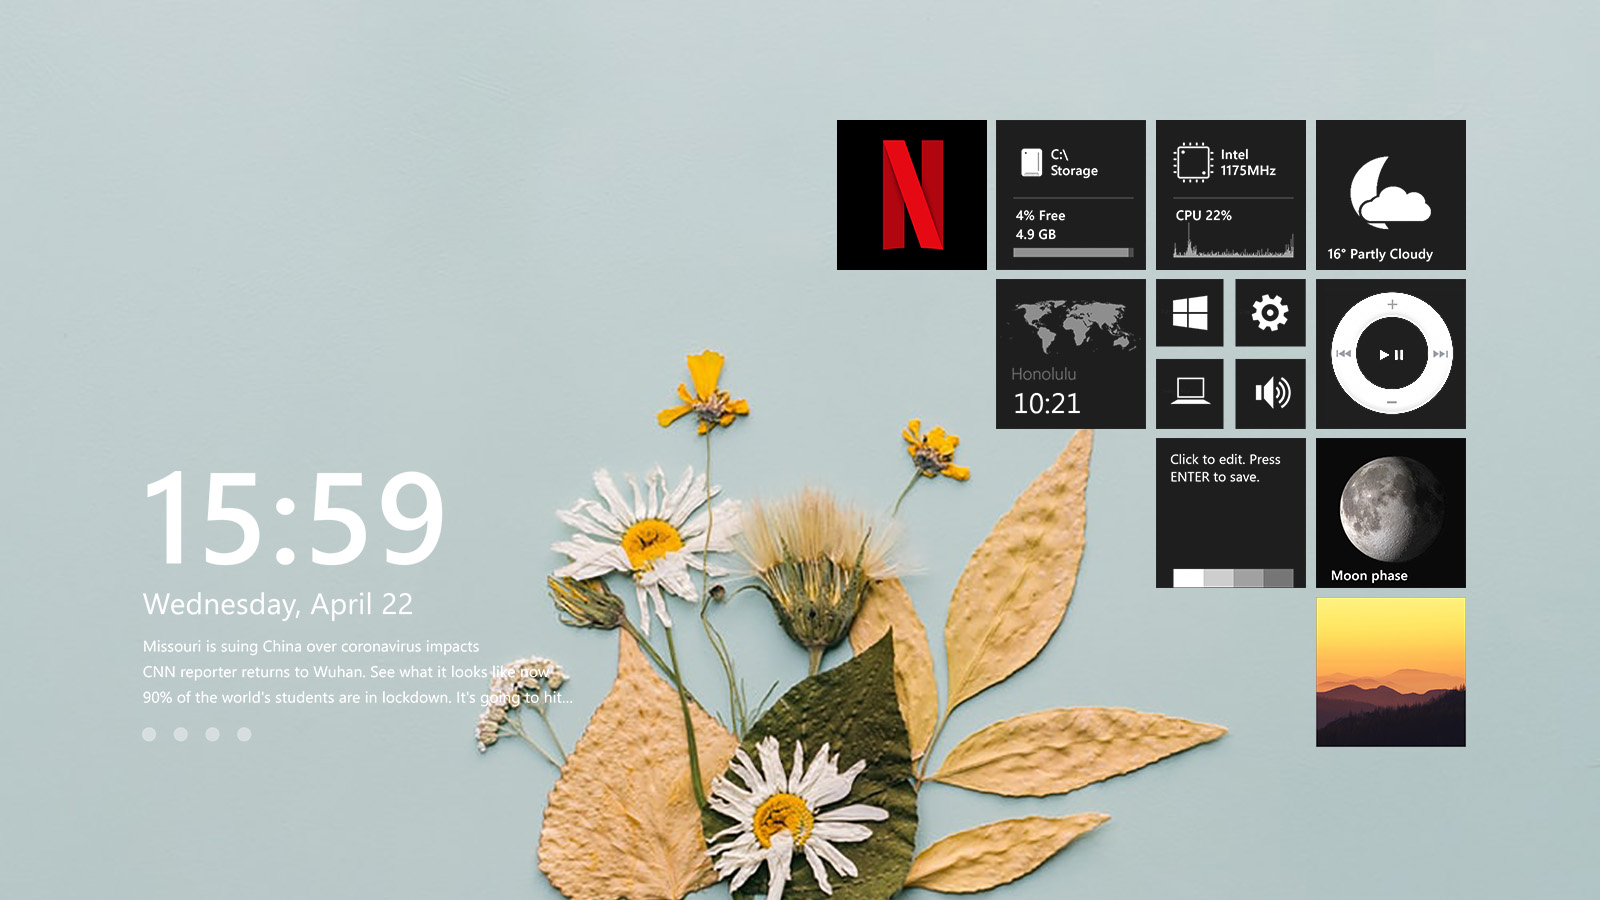 C:\
Storage
4% Free
4.9 GB
Intel
1175MHz
CPU 22%
16° Partly Cloudy
Honolulu
10:21
Click to edit. Press
ENTER to save.
Moon phase
15:59
Wednesday, April 22
Missouri is suing China over coronavirus impacts
CNN reporter returns to Wuhan. See what it looks like now
90% of the world's students are in lockdown. It's going to hit...